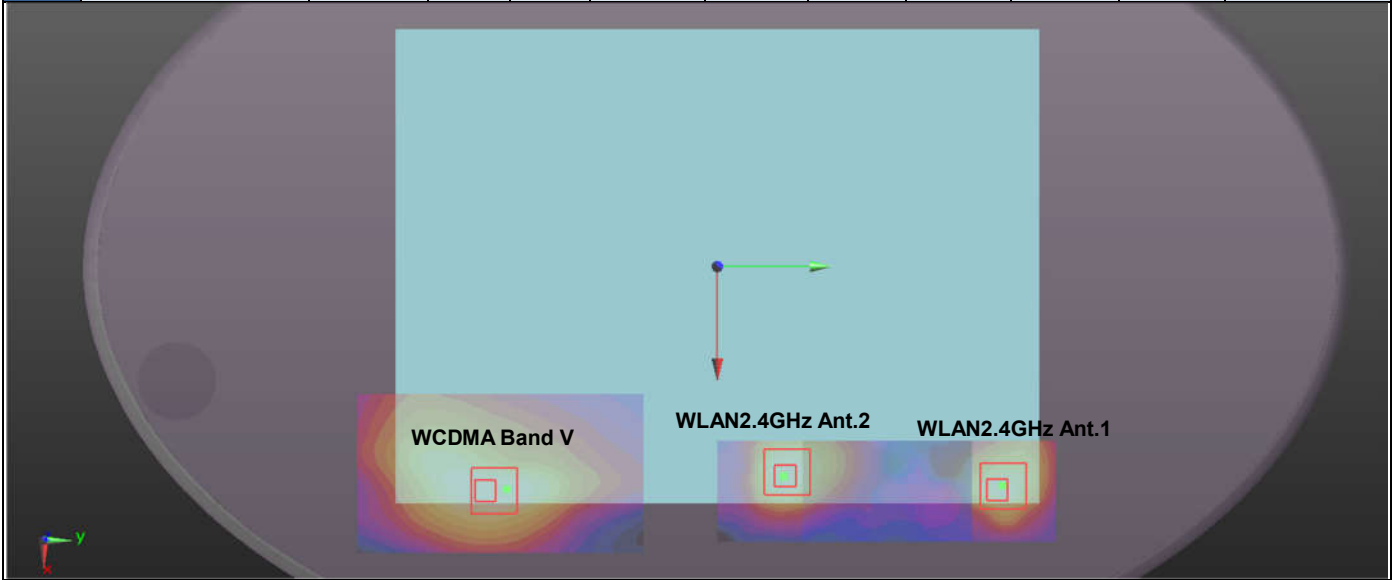 WLAN2.4GHz Ant.2
WLAN2.4GHz Ant.1
WCDMA Band V
y
x